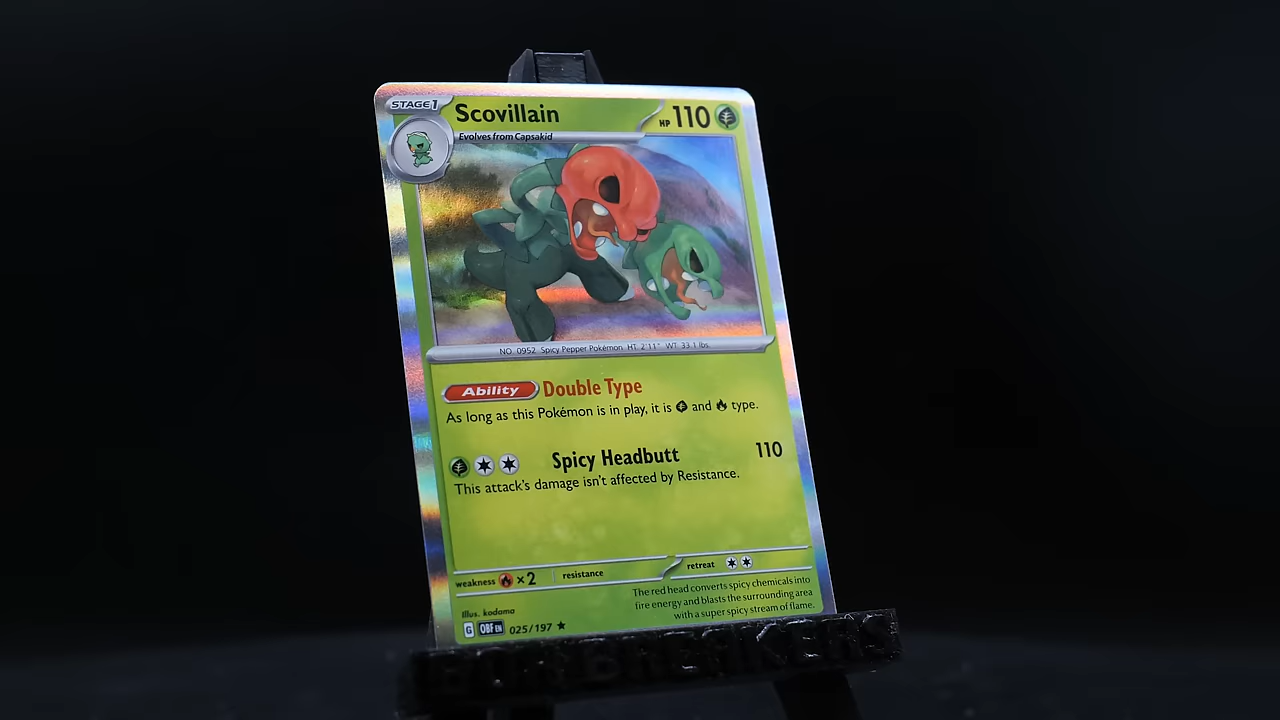 STAGE1
Scovillain
HP 110
Evolves from Capsakid
NO. 0952 Spicy Pepper Pokémon HT: 2'11" WT: 33.1 lbs.
Ability Double Type
As long as this Pokémon is in play, it is and type.
Spicy Headbutt 110
This attack's damage isn't affected by Resistance.
weakness ×2 resistance retreat
The red head converts spicy chemicals into
fire energy and blasts the surrounding area
with a super spicy stream of flame.
Illus. kodama
G OBF EN 025/197
BREAKERS